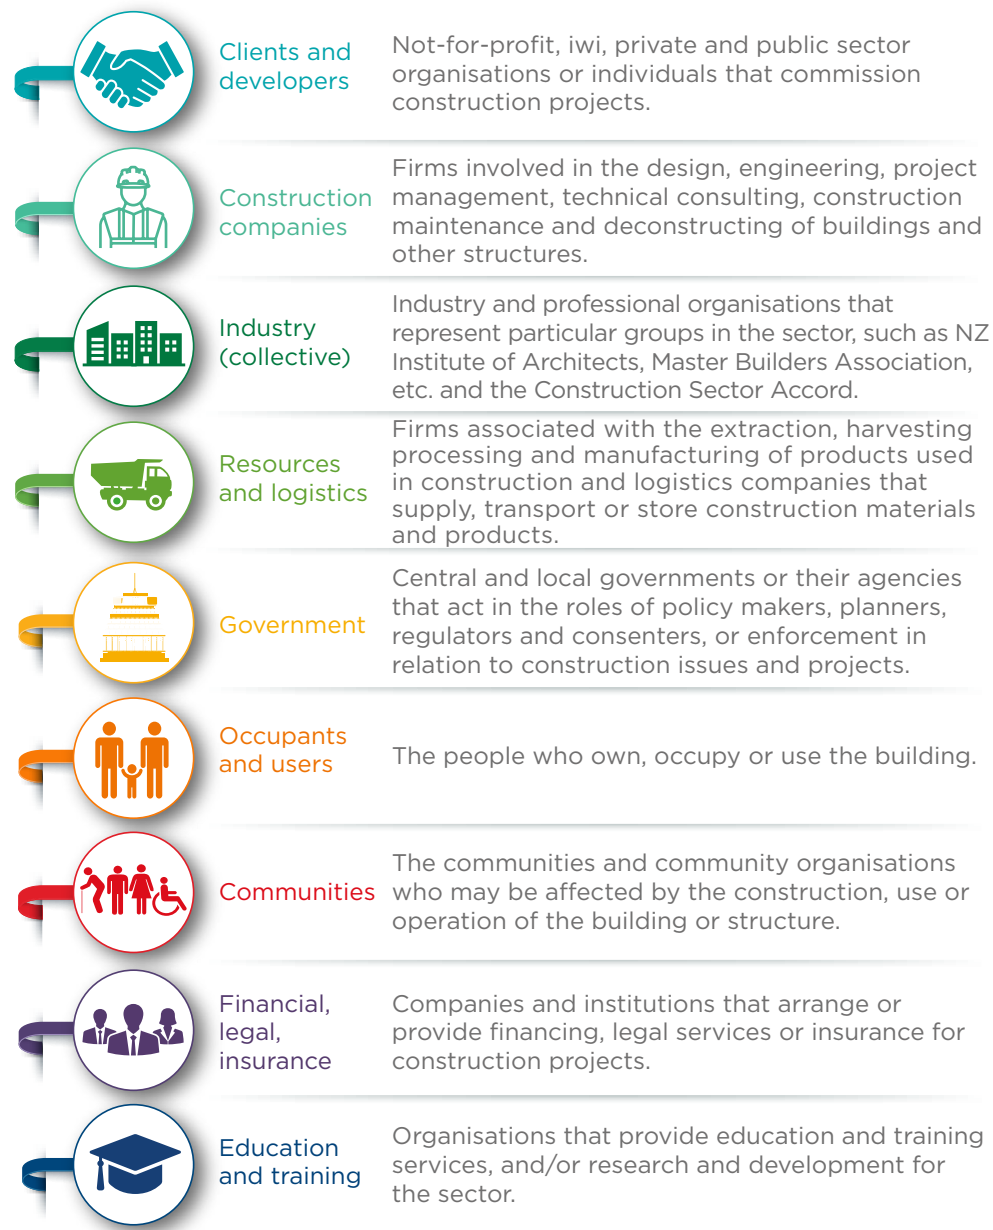 Clients and
developers
Not-for-profit, iwi, private and public sector
organisations or individuals that commission
construction projects.
Construction
companies
Firms involved in the design, engineering, project
management, technical consulting, construction
maintenance and deconstructing of buildings and
other structures.
Industry
(collective)
Industry and professional organisations that
represent particular groups in the sector, such as NZ
Institute of Architects, Master Builders Association,
etc. and the Construction Sector Accord.
Resources
and logistics
Firms associated with the extraction, harvesting
processing and manufacturing of products used
in construction and logistics companies that
supply, transport or store construction materials
and products.
Government
Central and local governments or their agencies
that act in the roles of policy makers, planners,
regulators and consenters, or enforcement in
relation to construction issues and projects.
Occupants
and users
The people who own, occupy or use the building.
Communities
The communities and community organisations
who may be affected by the construction, use or
operation of the building or structure.
Financial,
legal,
insurance
Companies and institutions that arrange or
provide financing, legal services or insurance for
construction projects.
Education
and training
Organisations that provide education and training
services, and/or research and development for
the sector.